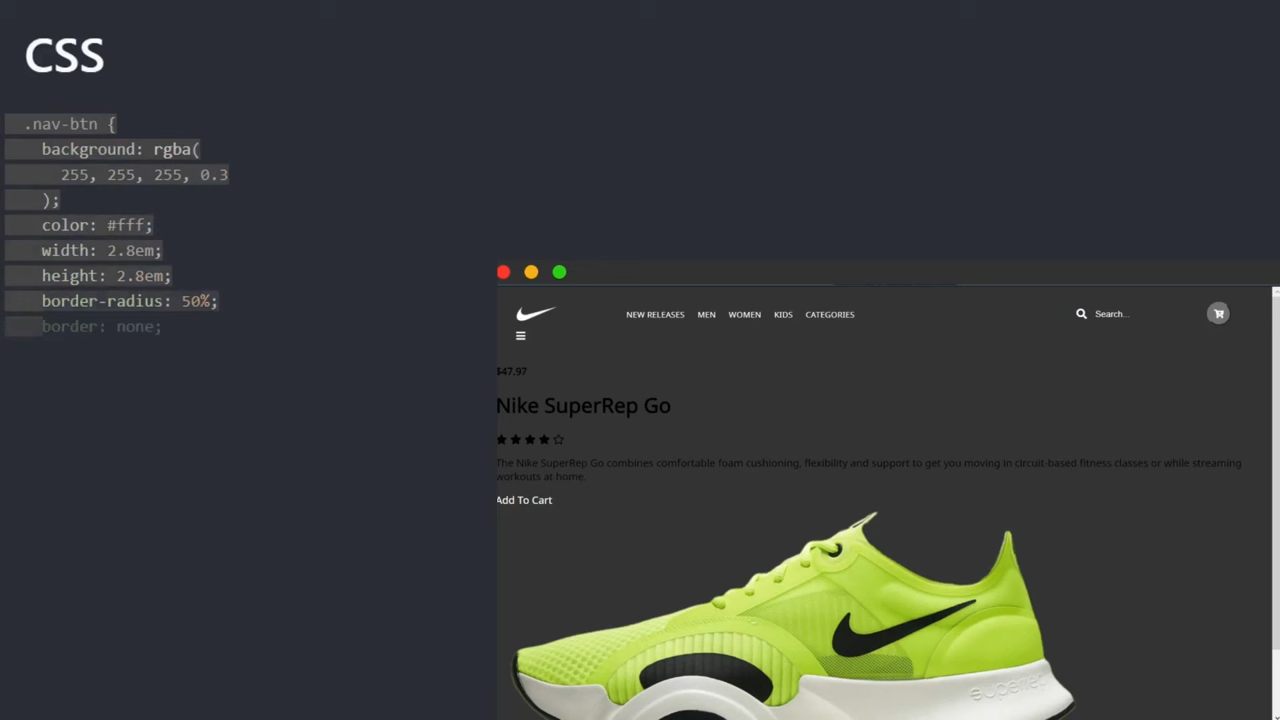 CSS
.nav-btn {
background: rgba(
255, 255, 255, 0.3
);
color: #fff;
width: 2.8em;
height: 2.8em;
border-radius: 50%;
border: none;
NEW RELEASES MEN WOMEN KIDS CATEGORIES Search...
$47.97
Nike SuperRep Go
The Nike SuperRep Go combines comfortable foam cushioning, flexibility and support to get you moving in circuit-based fitness classes or while streaming
workouts at home.
Add To Cart
superrep